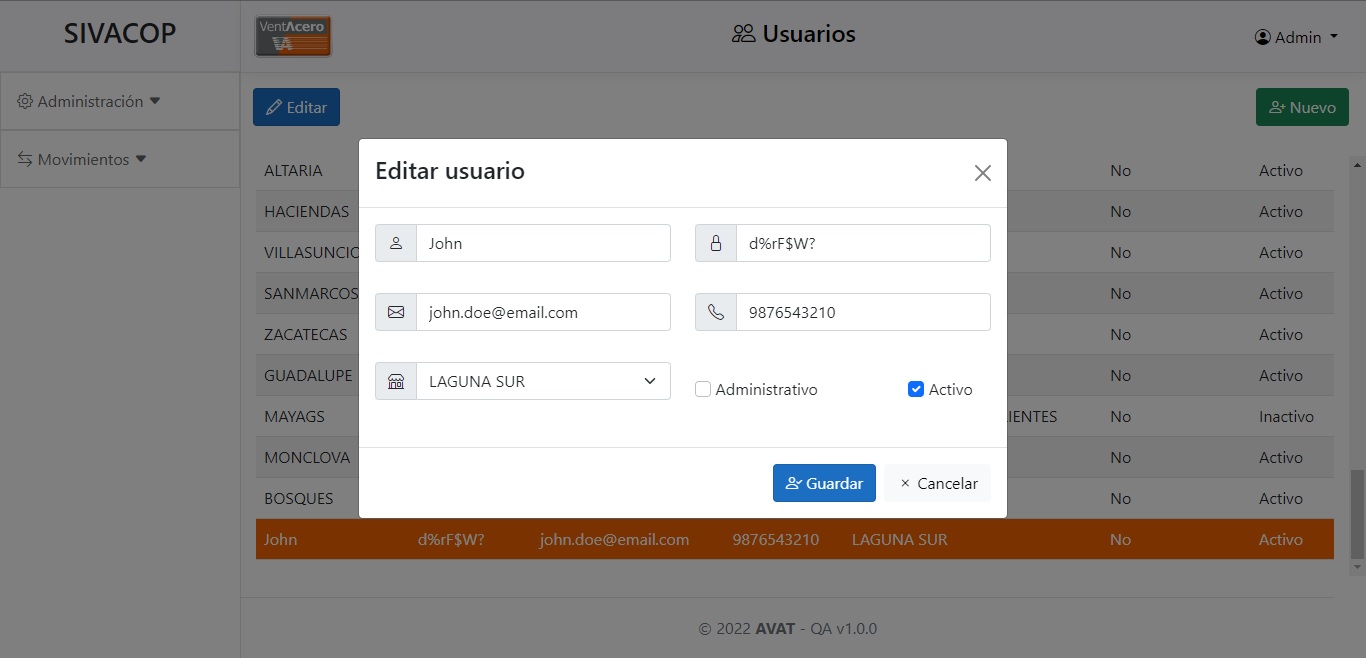 SIVACOP
VentAcero
VA
Usuarios
Admin
Administración
Movimientos
Editar
Nuevo
ALTARIA No Activo
HACIENDAS No Activo
VILLASUNCIO No Activo
SANMARCOS No Activo
ZACATECAS No Activo
GUADALUPE No Activo
MAYAGS IENTES No Inactivo
MONCLOVA No Activo
BOSQUES No Activo
John d%rF$W? john.doe@email.com 9876543210 LAGUNA SUR No Activo
Editar usuario
John d%rF$W?
john.doe@email.com 9876543210
LAGUNA SUR Administrativo Activo
Guardar Cancelar
© 2022 AVAT - QA v1.0.0